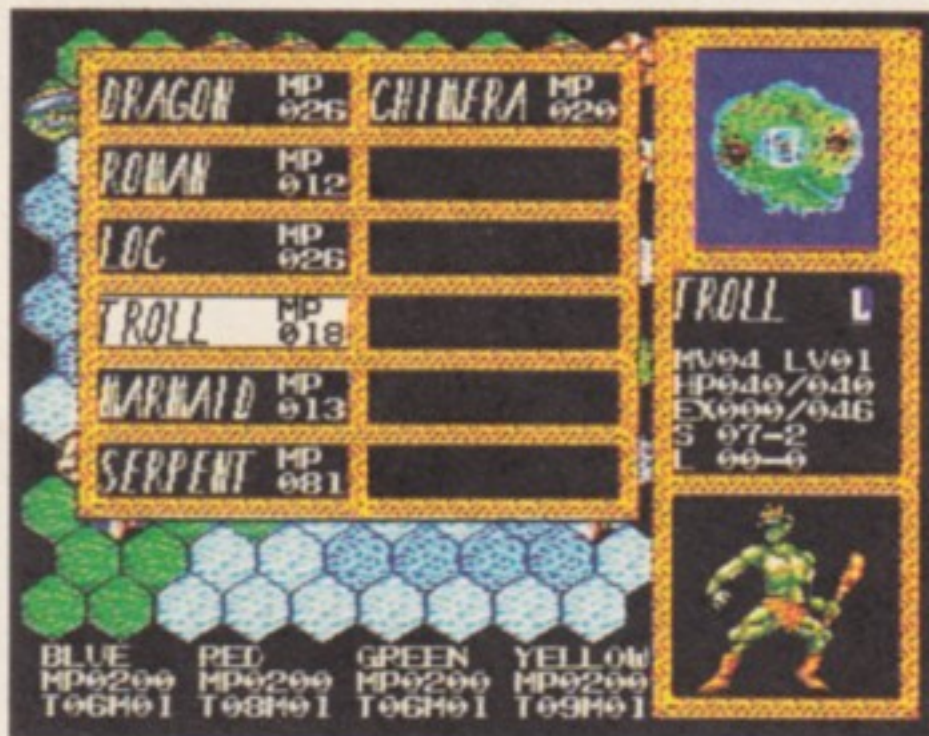 DRAGON MP 026
CHIMERA MP 020
ROMAN MP 012
LOC MP 026
TROLL MP 018
MARMAID MP 013
SERPENT MP 081
TROLL L
MV04 LV01
HP040/040
EX000/046
S 07-2
L 00-0
BLUE RED GREEN YELLOW
MP0200 MP0200 MP0200 MP0200
T06M01 T08M01 T06M01 T09M01